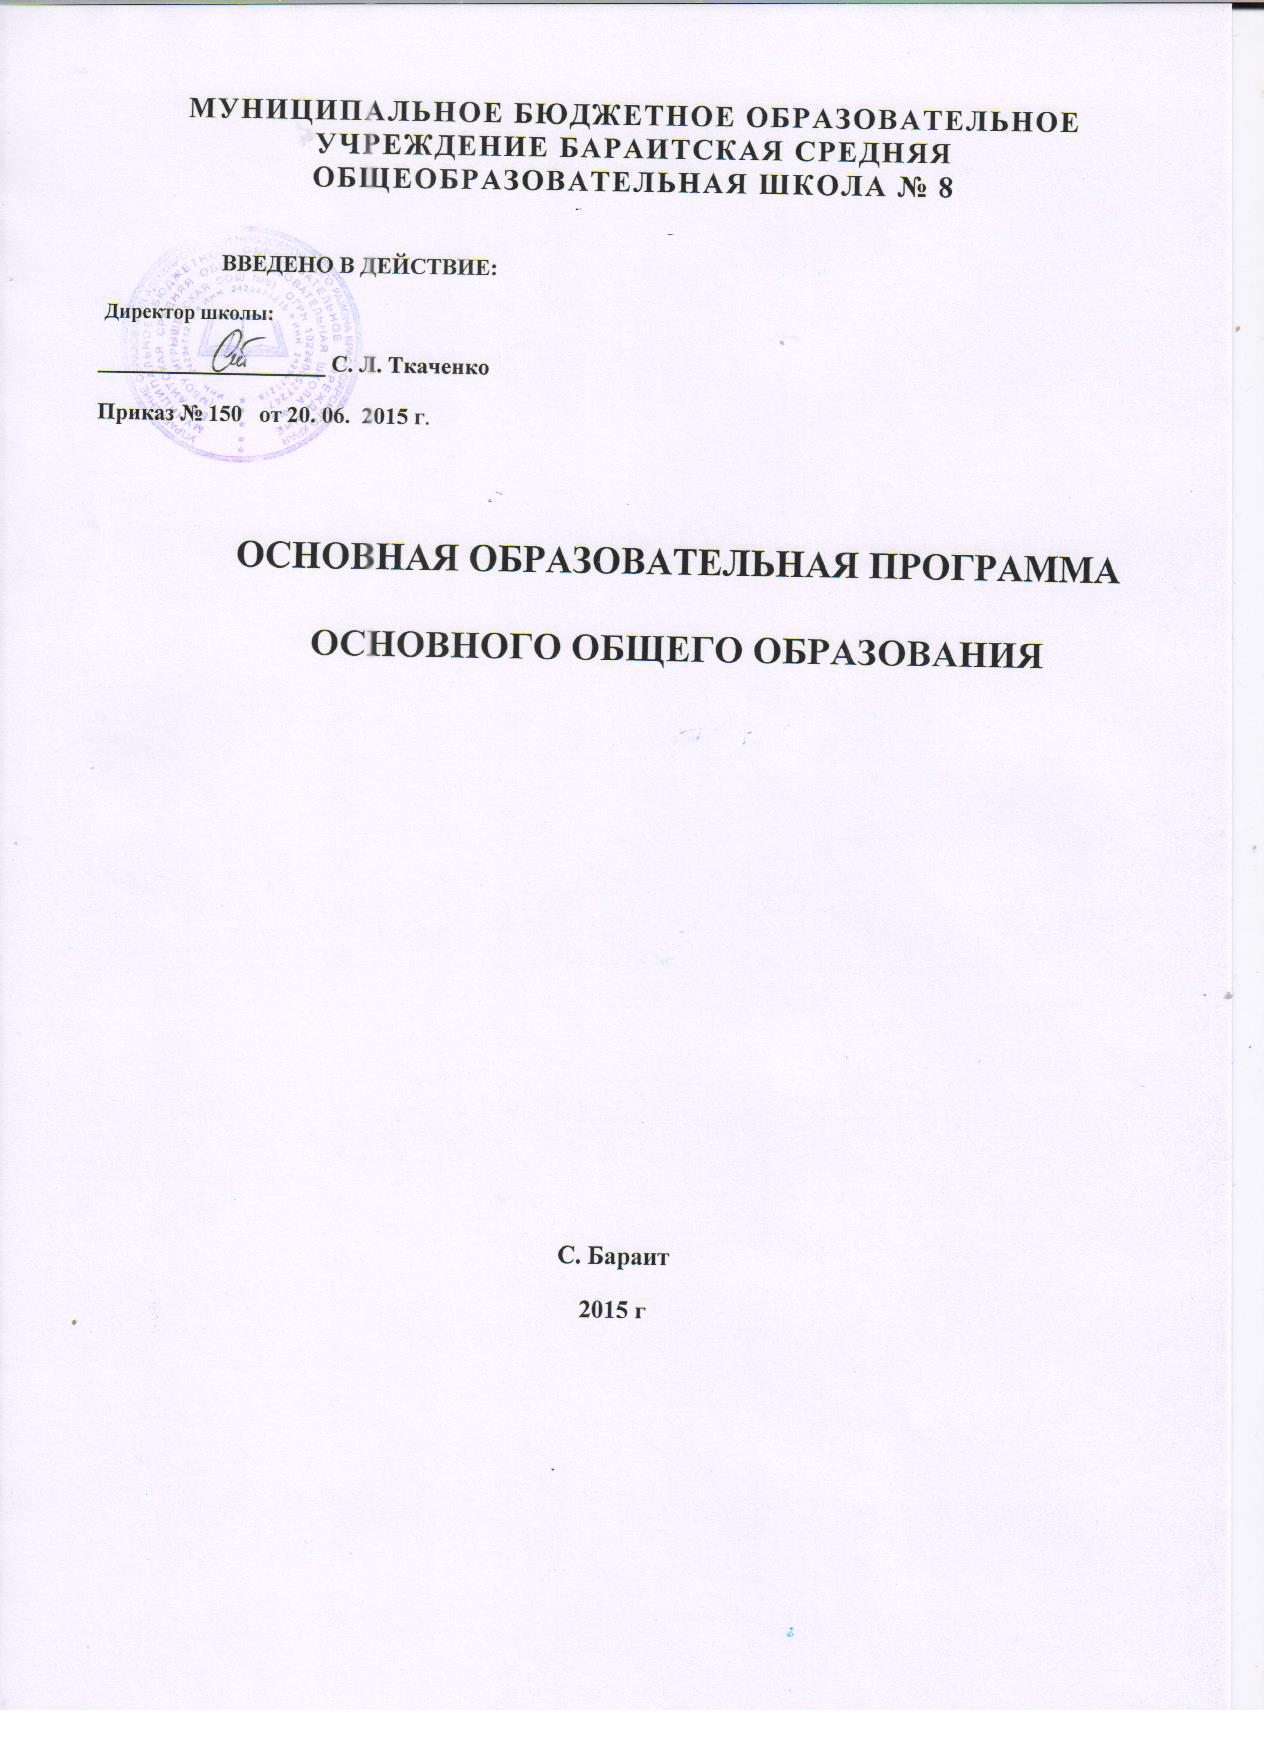 МУНИЦИПАЛЬНОЕ БЮДЖЕТНОЕ ОБРАЗОВАТЕЛЬНОЕ
УЧРЕЖДЕНИЕ БАРАИТСКАЯ СРЕДНЯЯ
ОБЩЕОБРАЗОВАТЕЛЬНАЯ ШКОЛА № 8
ВВЕДЕНО В ДЕЙСТВИЕ:
Директор школы:
С. Л. Ткаченко
Приказ № 150 от 20. 06. 2015 г.
ОСНОВНАЯ ОБРАЗОВАТЕЛЬНАЯ ПРОГРАММА
ОСНОВНОГО ОБЩЕГО ОБРАЗОВАНИЯ
С. Бараит
2015 г